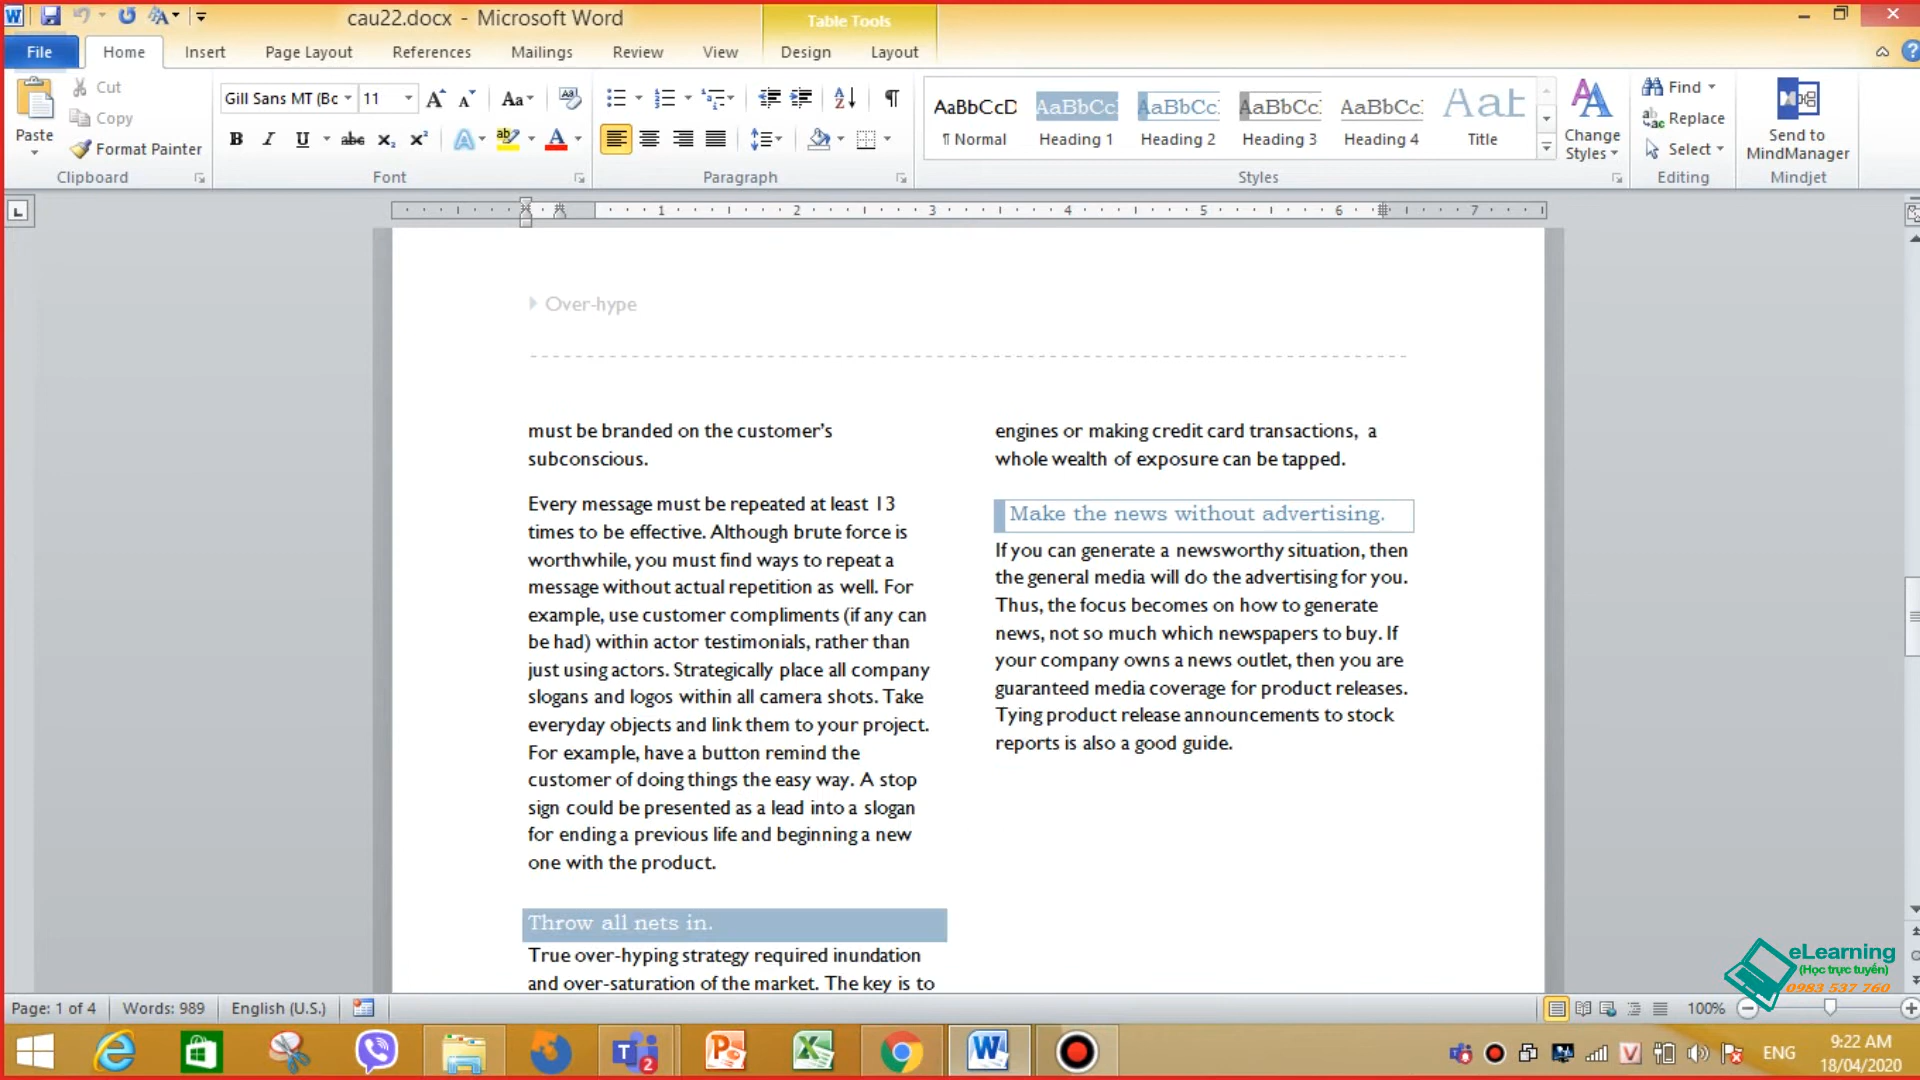 cau22.docx - Microsoft Word
Table Tools
File
Home
Insert
Page Layout
References
Mailings
Review
View
Design
Layout
Paste
Cut
Copy
Format Painter
Clipboard
Gill Sans MT (Bc
11
Font
Paragraph
AaBbCcD
AaBbCc
AaBbCc
AaBbCc
AaBbCc
¶ Normal
Heading 1
Heading 2
Heading 3
Heading 4
Title
Styles
Change
Styles
Find
Replace
Select
Editing
Send to
MindManager
Mindjet
1 2 3 4 5 6 7
Over-hype
must be branded on the customer's
subconscious.
Every message must be repeated at least 13
times to be effective. Although brute force is
worthwhile, you must find ways to repeat a
message without actual repetition as well. For
example, use customer compliments (if any can
be had) within actor testimonials, rather than
just using actors. Strategically place all company
slogans and logos within all camera shots. Take
everyday objects and link them to your project.
For example, have a button remind the
customer of doing things the easy way. A stop
sign could be presented as a lead into a slogan
for ending a previous life and beginning a new
one with the product.
Throw all nets in.
True over-hyping strategy required inundation
and over-saturation of the market. The key is to
engines or making credit card transactions, a
whole wealth of exposure can be tapped.
Make the news without advertising.
If you can generate a newsworthy situation, then
the general media will do the advertising for you.
Thus, the focus becomes on how to generate
news, not so much which newspapers to buy. If
your company owns a news outlet, then you are
guaranteed media coverage for product releases.
Tying product release announcements to stock
reports is also a good guide.
eLearning
(Học trực tuyến)
0983 537 760
Page: 1 of 4
Words: 989
English (U.S.)
100%
2
ENG
9:22 AM
18/04/2020